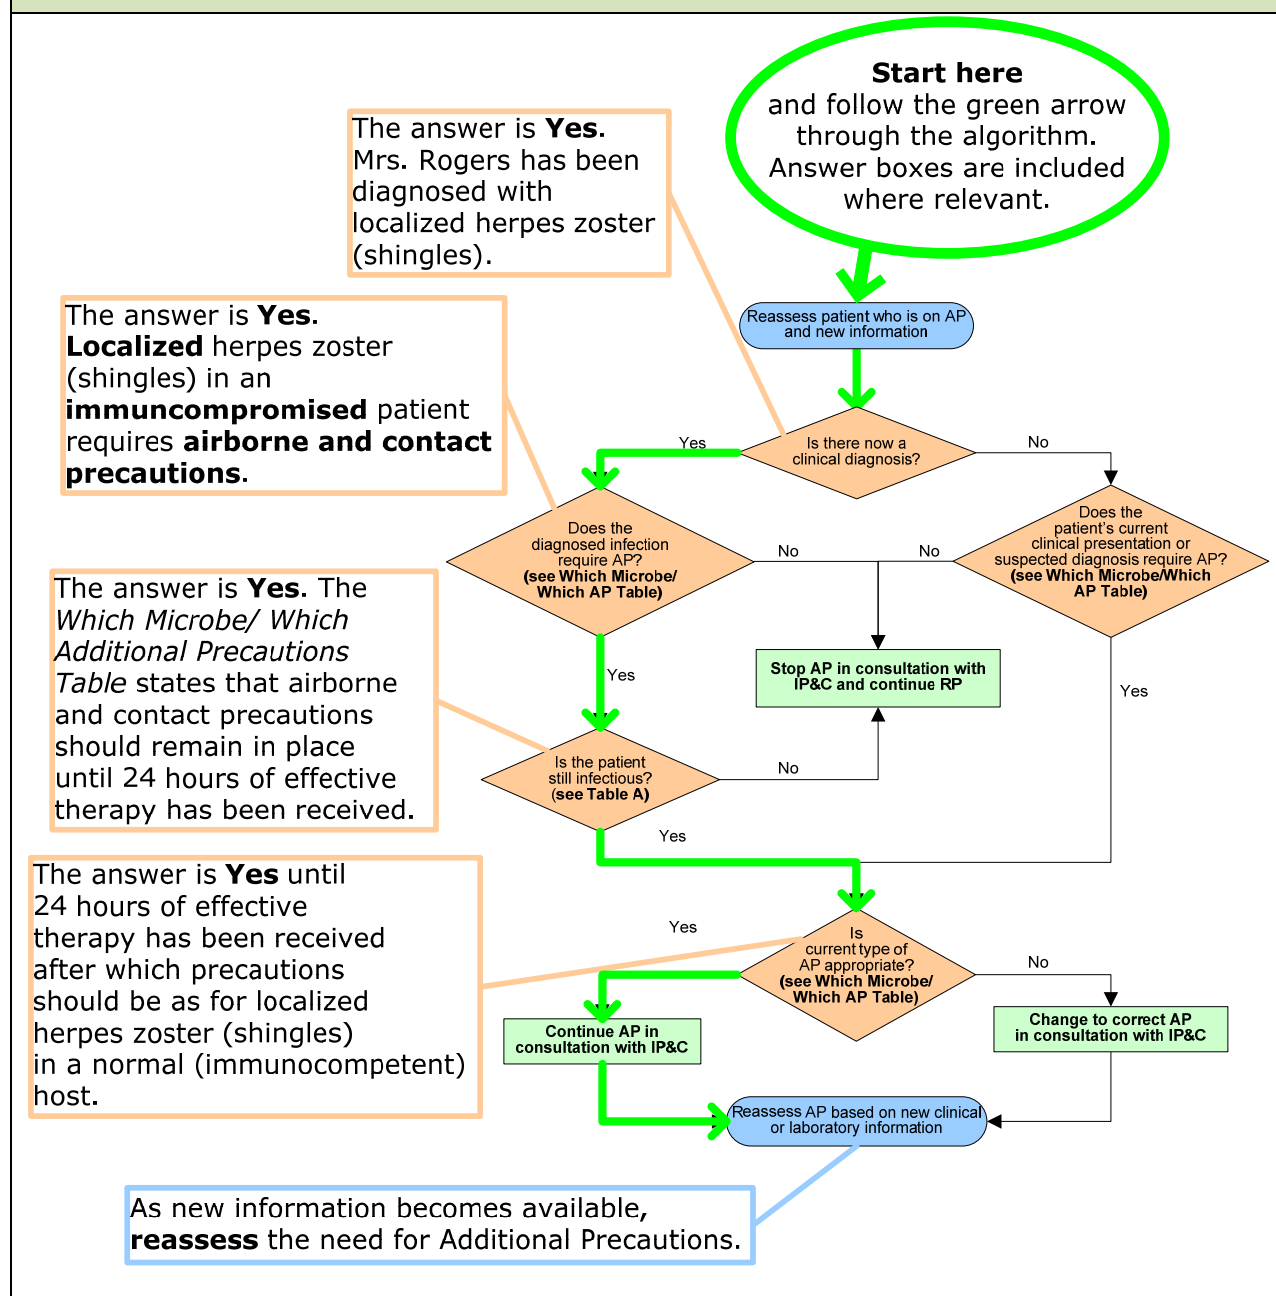 Start here
and follow the green arrow
through the algorithm.
Answer boxes are included
where relevant.
The answer is Yes.
Mrs. Rogers has been
diagnosed with
localized herpes zoster
(shingles).
Reassess patient who is on AP
and new information
The answer is Yes.
Localized herpes zoster
(shingles) in an
immuncompromised patient
requires airborne and contact
precautions.
Is there now a
clinical diagnosis?
Yes
No
Does the
diagnosed infection
require AP?
(see Which Microbe/
Which AP Table)
No
No
Does the
patient's current
clinical presentation or
suspected diagnosis require AP?
(see Which Microbe/Which
AP Table)
The answer is Yes. The
Which Microbe/ Which
Additional Precautions
Table states that airborne
and contact precautions
should remain in place
until 24 hours of effective
therapy has been received.
Yes
Stop AP in consultation with
IP&C and continue RP
Yes
Is the patient
still infectious?
(see Table A)
No
Yes
The answer is Yes until
24 hours of effective
therapy has been received
after which precautions
should be as for localized
herpes zoster (shingles)
in a normal (immunocompetent)
host.
Yes
Is
current type of
AP appropriate?
(see Which Microbe/
Which AP Table)
No
Continue AP in
consultation with IP&C
Change to correct AP
in consultation with IP&C
Reassess AP based on new clinical
or laboratory information
As new information becomes available,
reassess the need for Additional Precautions.